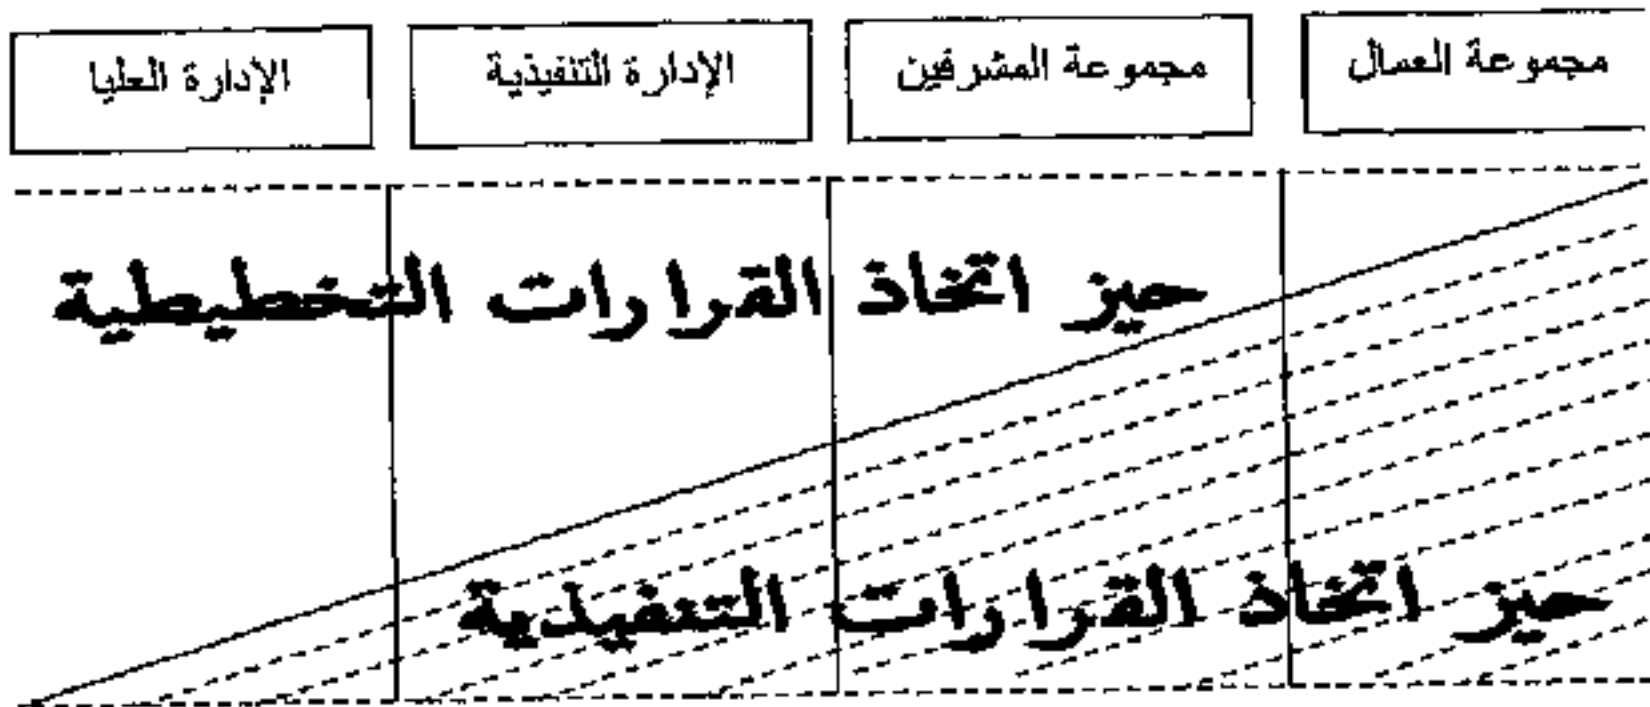 مجموعة العمال
مجموعة المشرفين
الإدارة التنفيذية
الإدارة العليا
حيز اتخاذ القرارات التخطيطية
حيز اتخاذ القرارات التنفيذية